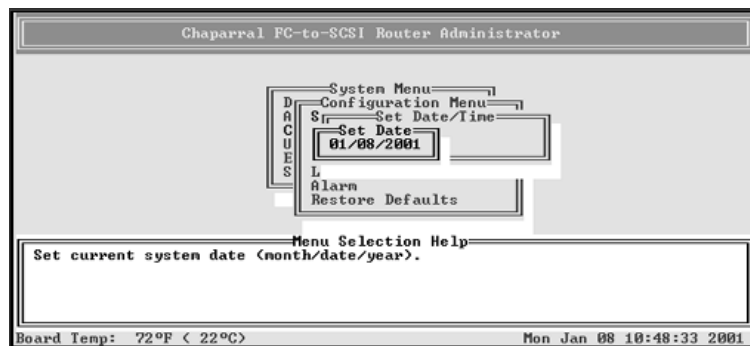 Chaparral FC-to-SCSI Router Administrator
System Menu
D
Configuration Menu
A
S
Set Date/Time
C
Set Date
U
01/08/2001
E
S
L
Alarm
Restore Defaults
Menu Selection Help
Set current system date (month/date/year).
Board Temp: 72ºF ( 22ºC)
Mon Jan 08 10:48:33 2001